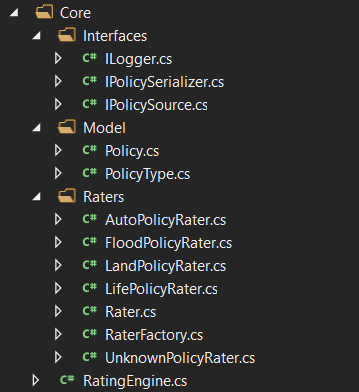 Core
Interfaces
C# ILogger.cs
C# IPolicySerializer.cs
C# IPolicySource.cs
Model
C# Policy.cs
C# PolicyType.cs
Raters
C# AutoPolicyRater.cs
C# FloodPolicyRater.cs
C# LandPolicyRater.cs
C# LifePolicyRater.cs
C# Rater.cs
C# RaterFactory.cs
C# UnknownPolicyRater.cs
C# RatingEngine.cs